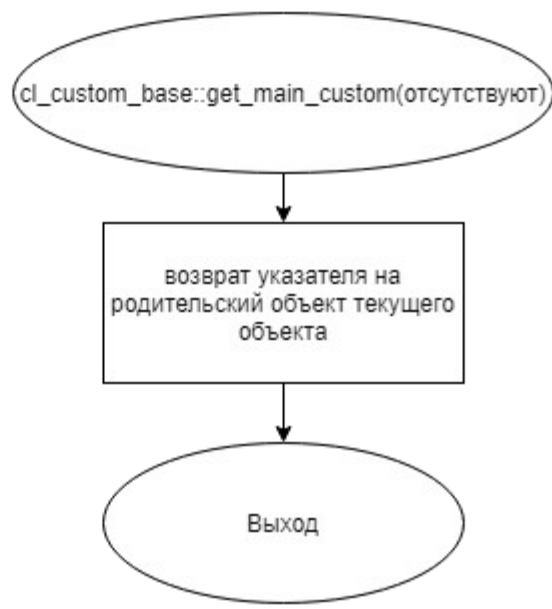 cl_custom_base::get_main_custom(отсутствуют)
возврат указателя на
родительский объект текущего
объекта
Выход